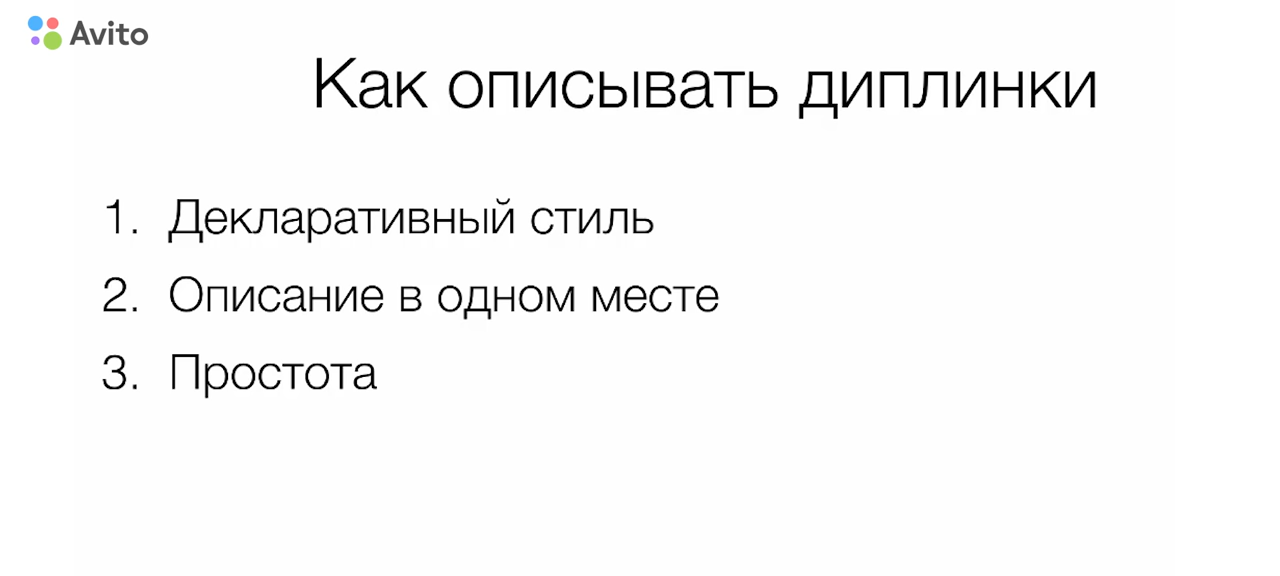 Avito
Как описывать диплинки
1. Декларативный стиль
2. Описание в одном месте
3. Простота